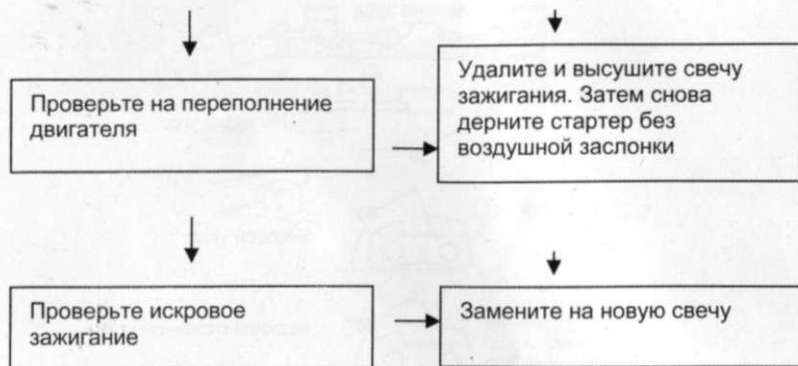 Проверьте на переполнение
двигателя
Удалите и высушите свечу
зажигания. Затем снова
дерните стартер без
воздушной заслонки
Проверьте искровое
зажигание
Замените на новую свечу